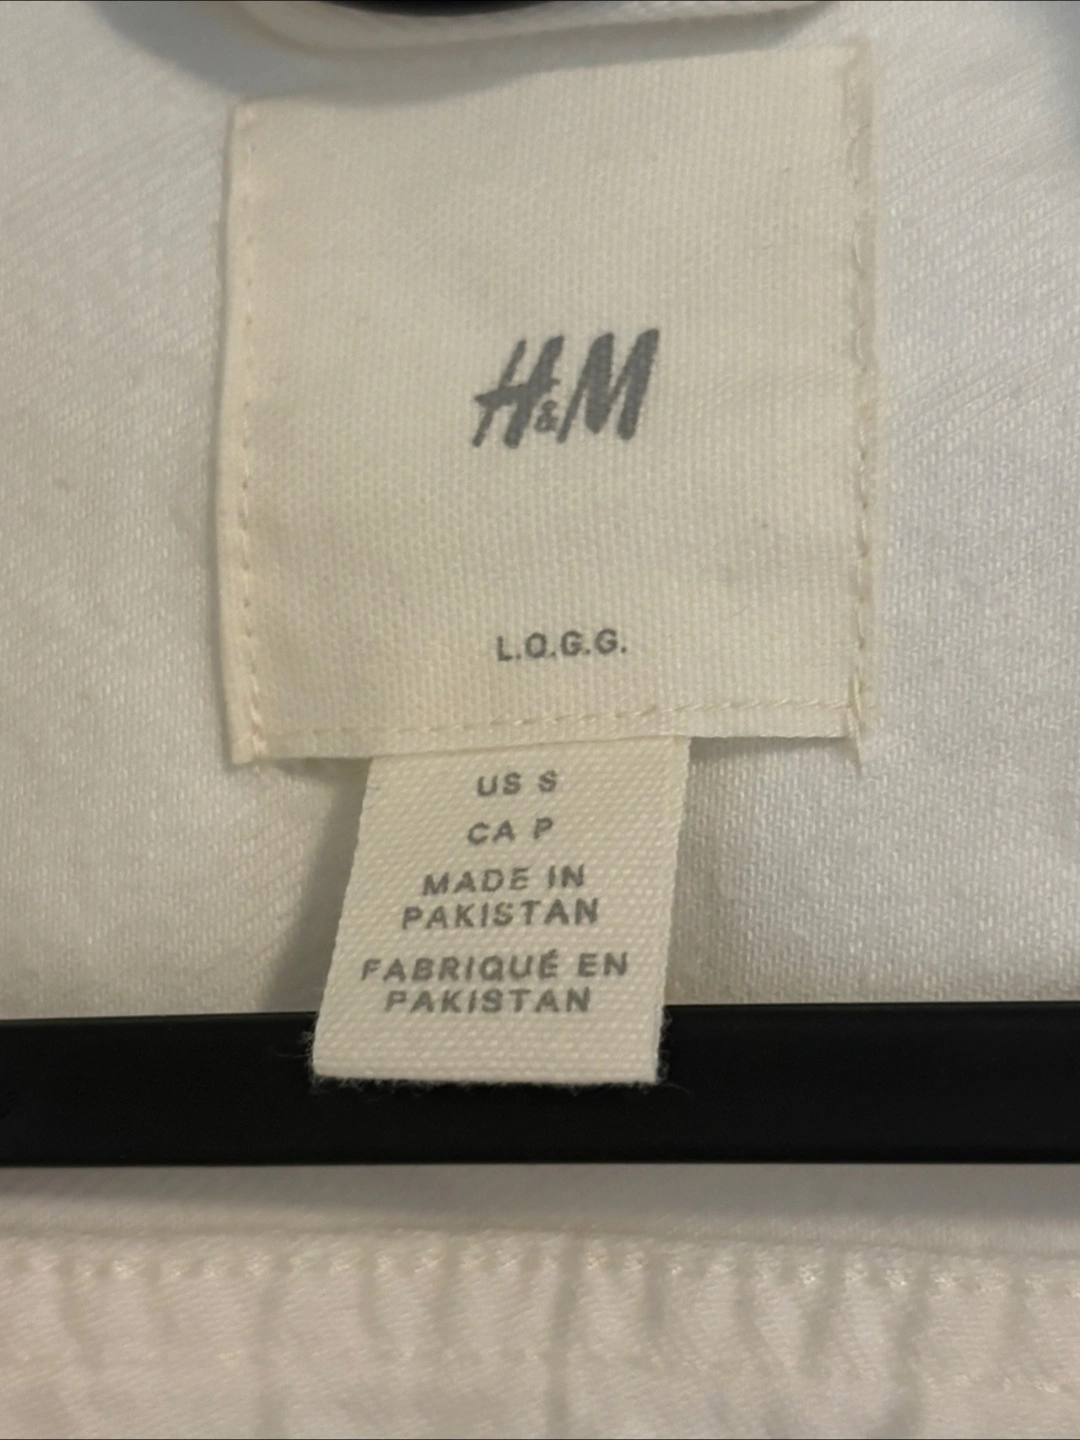 H&M
L.O.G.G.
US S
CA P
MADE IN
PAKISTAN
FABRIQUÉ EN
PAKISTAN